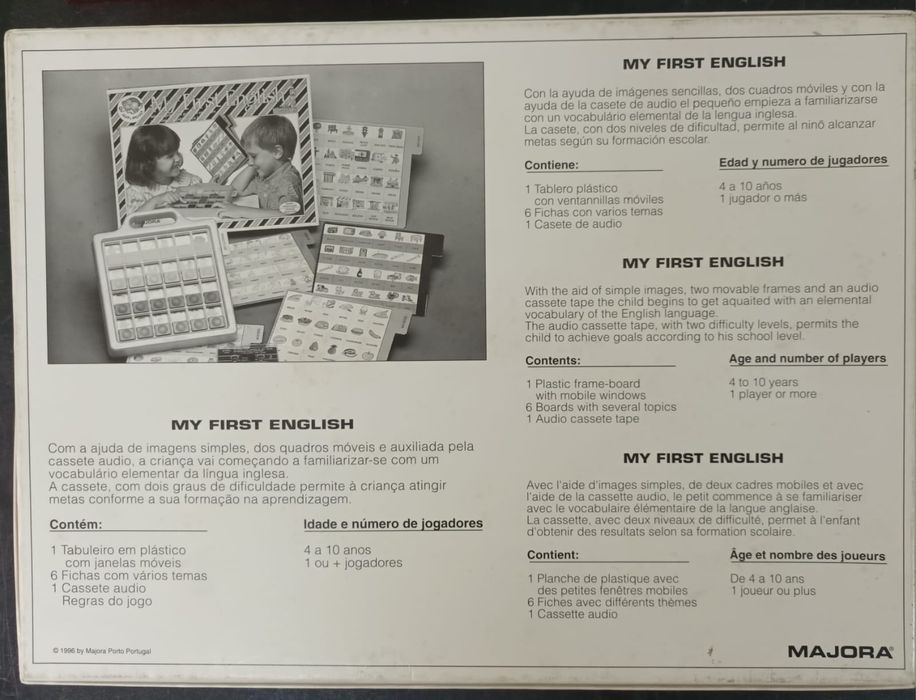 My First English
MAJORA
MY FIRST ENGLISH
Com a ajuda de imagens simples, dos quadros móveis e auxiliada pela
cassete audio, a criança vai começando a familiarizar-se com um
vocabulário elementar da língua inglesa.
A cassete, com dois graus de dificuldade permite à criança atingir
metas conforme a sua formação na aprendizagem.
Contém:
1 Tabuleiro em plástico
com janelas móveis
6 Fichas com vários temas
1 Cassete audio
Regras do jogo
Idade e número de jogadores
4 a 10 anos
1 ou + jogadores
© 1996 by Majora Porto Portugal
MY FIRST ENGLISH
Con la ayuda de imágenes sencillas, dos cuadros móviles y con la
ayuda de la casete de audio el pequeño empieza a familiarizarse
con un vocabulário elemental de la lengua inglesa.
La casete, con dos niveles de dificultad, permite al ninõ alcanzar
metas según su formación escolar.
Contiene:
1 Tablero plástico
con ventannillas móviles
6 Fichas con varios temas
1 Casete de audio
Edad y numero de jugadores
4 a 10 años
1 jugador o más
MY FIRST ENGLISH
With the aid of simple images, two movable frames and an audio
cassete tape the child begins to get aquaited with an elemental
vocabulary of the English language.
The audio cassette tape, with two difficulty levels, permits the
child to achieve goals according to his school level.
Contents:
1 Plastic frame-board
with mobile windows
6 Boards with several topics
1 Audio cassete tape
Age and number of players
4 to 10 years
1 player or more
MY FIRST ENGLISH
Avec l'aide d'images simples, de deux cadres mobiles et avec
l'aide de la cassette audio, le petit commence à se familiariser
avec le vocabulaire élémentaire de la langue anglaise.
La cassette, avec deux niveaux de difficulté, permet à l'enfant
d'obtenir des resultats selon sa formation scolaire.
Contient:
1 Planche de plastique avec
des petites fenêtres mobiles
6 Fiches avec différents thèmes
1 Cassette audio
Âge et nombre des joueurs
De 4 a 10 ans
1 joueur ou plus
MAJORA®